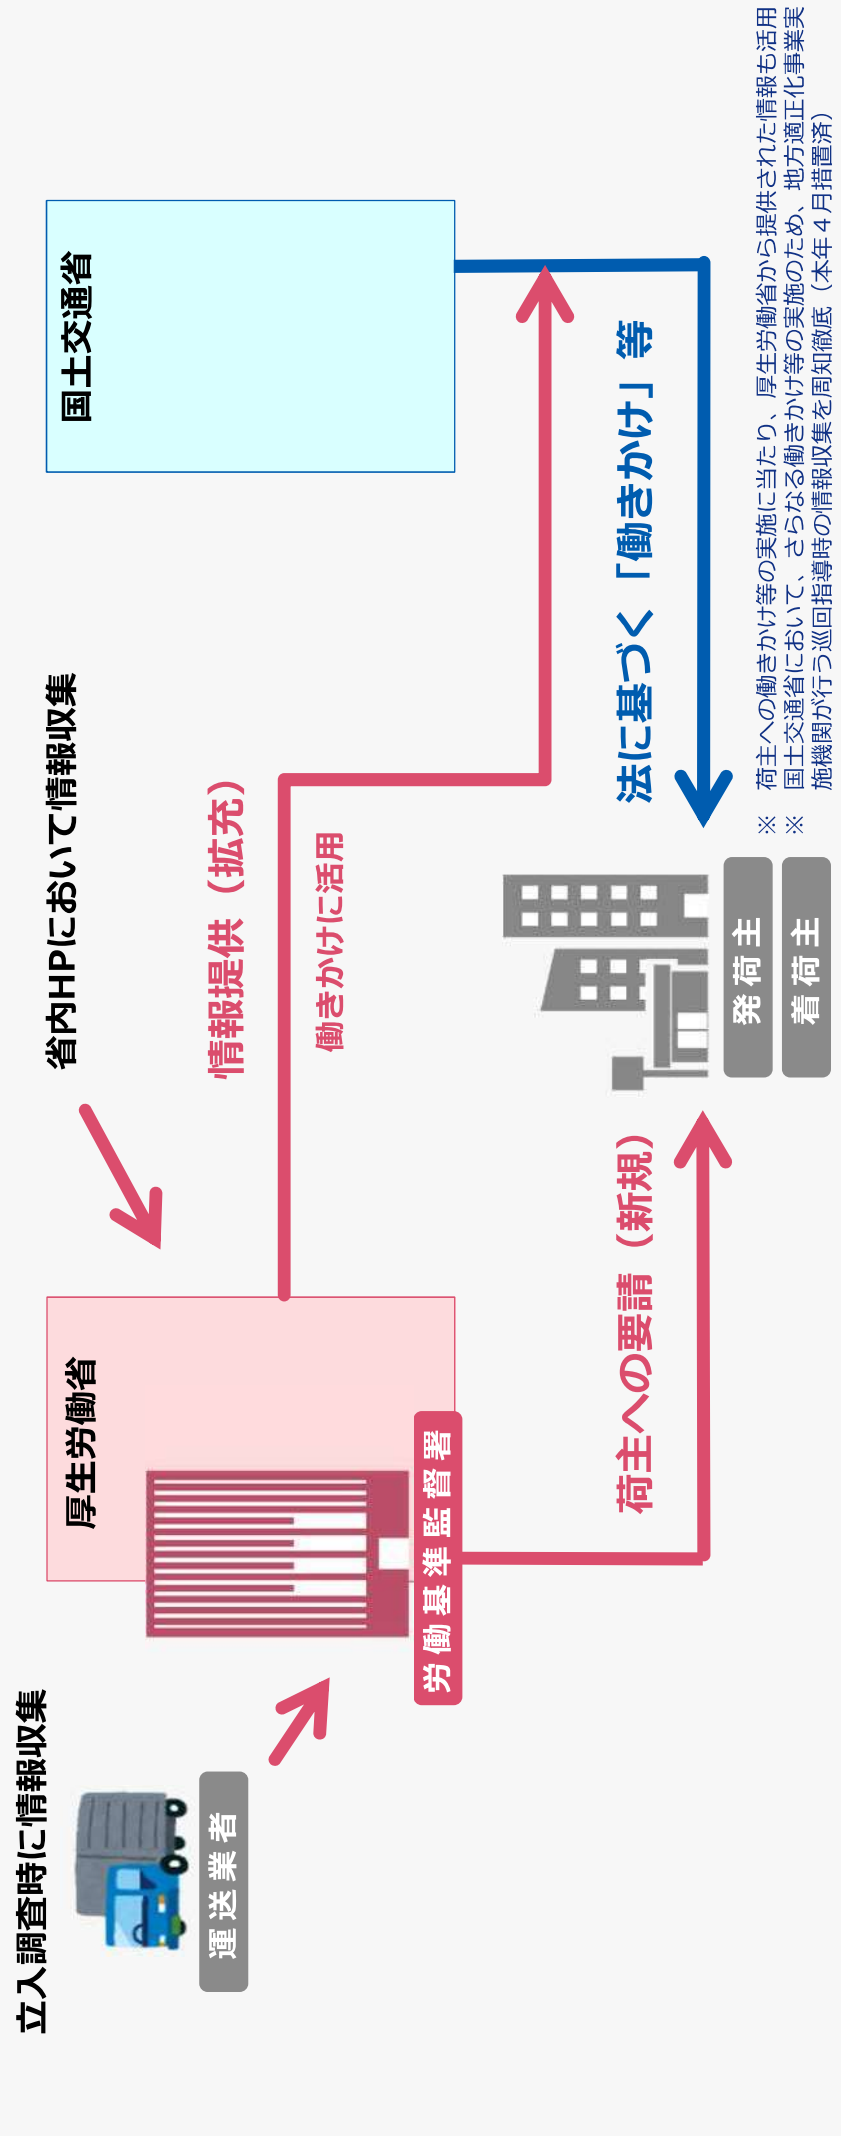 立入調査時に情報収集
運送業者
厚生労働省
労働基準監督署
省内HPにおいて情報収集
情報提供（拡充）
働きかけに活用
国土交通省
荷主への要請（新規）
法に基づく「働きかけ」等
発荷主
着荷主
※　荷主への働きかけ等の実施に当たり、厚生労働省から提供された情報も活用
※　国土交通省において、さらなる働きかけ等の実施のため、地方適正化事業実
施機関が行う巡回指導時の情報収集を周知徹底（本年４月措置済）